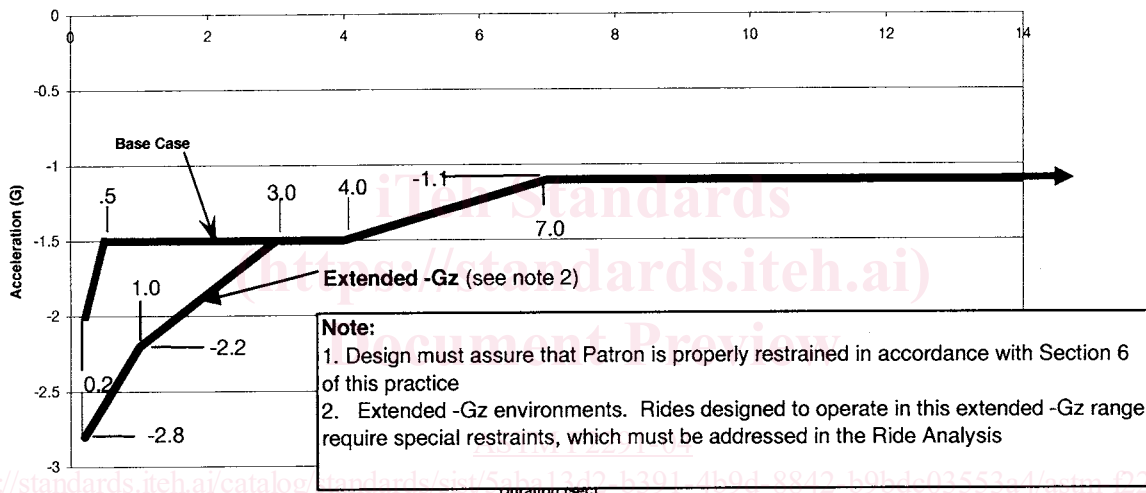 0
0 2 4 6 8 10 12 14
-0.5
Base Case
-1
.5
3.0
4.0
-1.1
7.0
iTeh Standards
-1.5
Acceleration (G)
(https://standards.iteh.ai)
Extended -Gz (see note 2)
1.0
-2
-2.2
Document Preview
Note:
1. Design must assure that Patron is properly restrained in accordance with Section 6
of this practice
2. Extended -Gz environments. Rides designed to operate in this extended -Gz range
require special restraints, which must be addressed in the Ride Analysis
0.2
-2.5
-2.8
-3